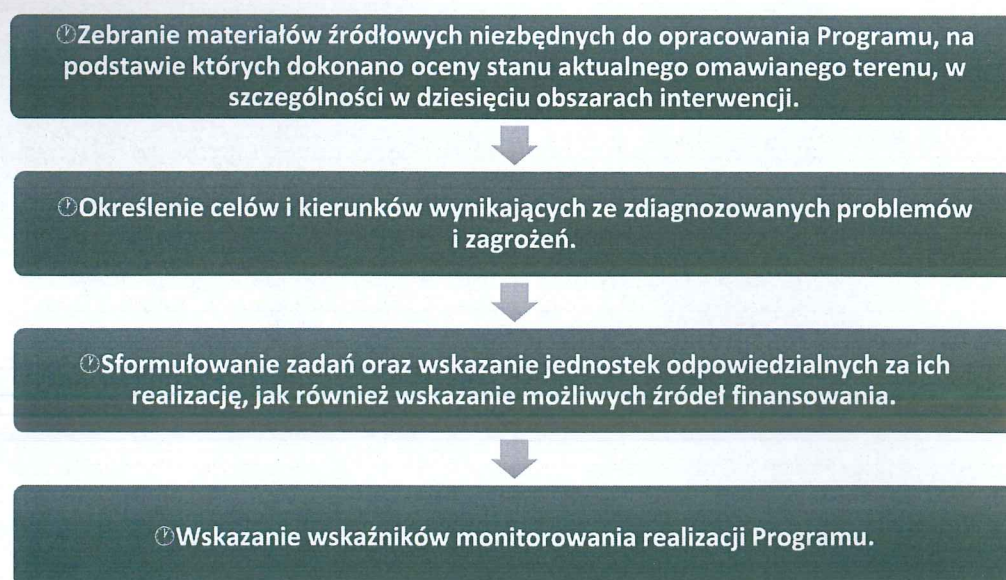 🕐Zebranie materiałów źródłowych niezbędnych do opracowania Programu, na
podstawie których dokonano oceny stanu aktualnego omawianego terenu, w
szczególności w dziesięciu obszarach interwencji.
🕐Określenie celów i kierunków wynikających ze zdiagnozowanych problemów
i zagrożeń.
🕐Sformułowanie zadań oraz wskazanie jednostek odpowiedzialnych za ich
realizację, jak również wskazanie możliwych źródeł finansowania.
🕐Wskazanie wskaźników monitorowania realizacji Programu.